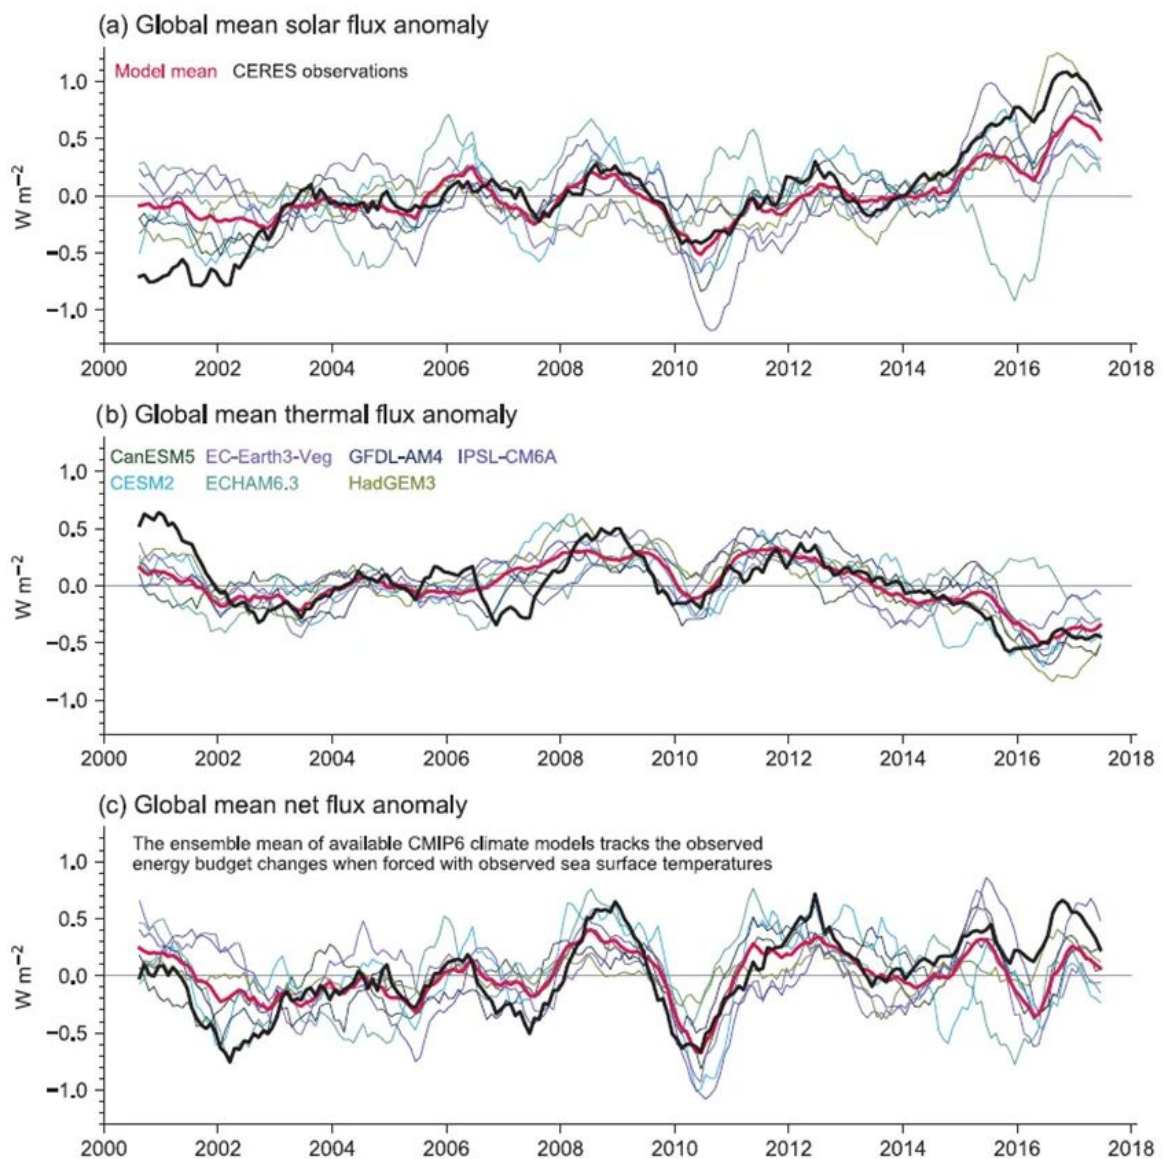 (a) Global mean solar flux anomaly
Model mean CERES observations
W m−2
1.0
0.5
0.0
−0.5
−1.0
2000 2002 2004 2006 2008 2010 2012 2014 2016 2018
(b) Global mean thermal flux anomaly
CanESM5 EC-Earth3-Veg GFDL-AM4 IPSL-CM6A
CESM2 ECHAM6.3 HadGEM3
W m−2
1.0
0.5
0.0
−0.5
−1.0
2000 2002 2004 2006 2008 2010 2012 2014 2016 2018
(c) Global mean net flux anomaly
The ensemble mean of available CMIP6 climate models tracks the observed
energy budget changes when forced with observed sea surface temperatures
W m−2
1.0
0.5
0.0
−0.5
−1.0
2000 2002 2004 2006 2008 2010 2012 2014 2016 2018